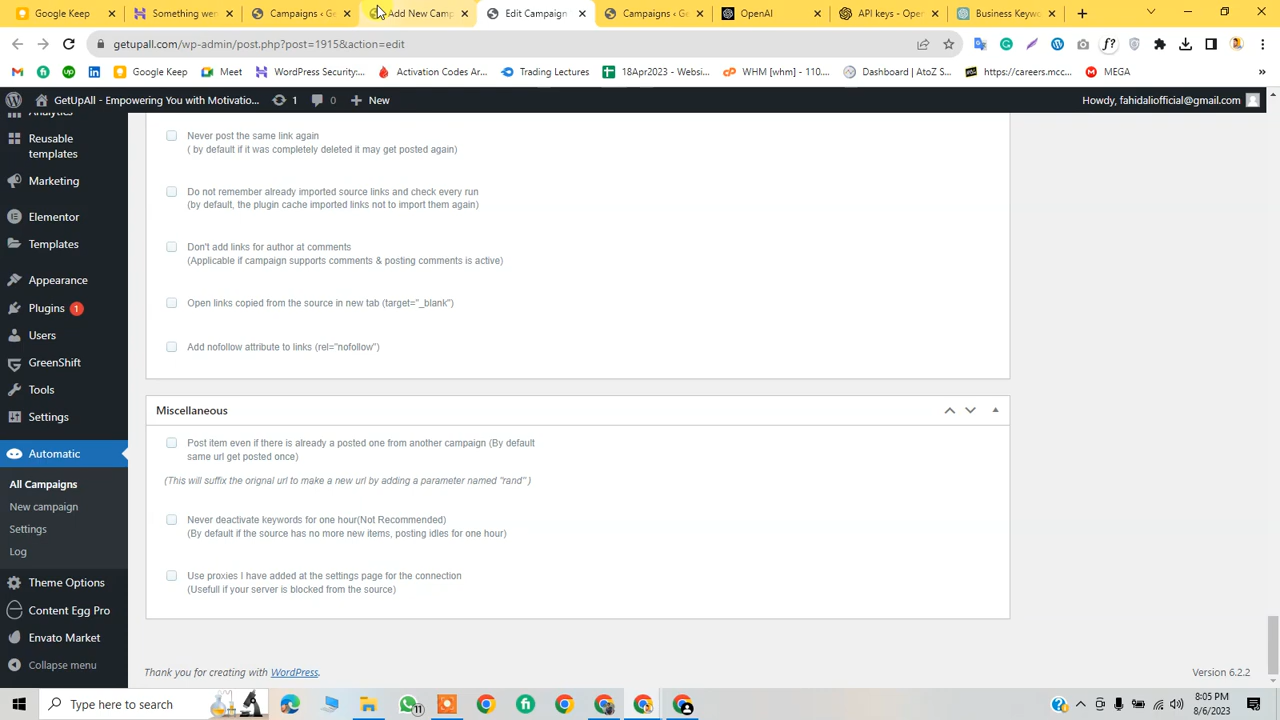 Google Keep
Something wen
Campaigns ‹ Ge
Add New Camp
Edit Campaign
Campaigns ‹ Ge
OpenAI
API keys - Open
Business Keywo
getupall.com/wp-admin/post.php?post=1915&action=edit
Google Keep
Meet
WordPress Security:...
Activation Codes Ar...
Trading Lectures
18Apr2023 - Websi...
WHM [whm] - 110....
Dashboard | AtoZ S...
https://careers.mcc...
MEGA
GetUpAll - Empowering You with Motivatio...
1
0
New
Howdy, fahidaliofficial@gmail.com
Reusable
templates
Marketing
Elementor
Templates
Appearance
Plugins 1
Users
GreenShift
Tools
Settings
Automatic
All Campaigns
New campaign
Settings
Log
Theme Options
Content Egg Pro
Envato Market
Collapse menu
Never post the same link again
( by default if it was completely deleted it may get posted again)
Do not remember already imported source links and check every run
(by default, the plugin cache imported links not to import them again)
Don't add links for author at comments
(Applicable if campaign supports comments & posting comments is active)
Open links copied from the source in new tab (target="_blank")
Add nofollow attribute to links (rel="nofollow")
Miscellaneous
Post item even if there is already a posted one from another campaign (By default
same url get posted once)
(This will suffix the orignal url to make a new url by adding a parameter named "rand" )
Never deactivate keywords for one hour(Not Recommended)
(By default if the source has no more new items, posting idles for one hour)
Use proxies I have added at the settings page for the connection
(Usefull if your server is blocked from the source)
Thank you for creating with WordPress.
Version 6.2.2
Type here to search
11
8:05 PM
8/6/2023